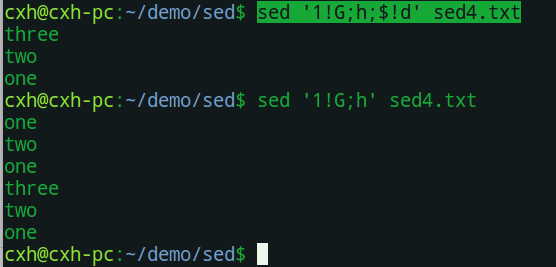 cxh@cxh-pc:~/demo/sed$ sed '1!G;h;$!d' sed4.txt
three
two
one
cxh@cxh-pc:~/demo/sed$ sed '1!G;h' sed4.txt
one
two
one
three
two
one
cxh@cxh-pc:~/demo/sed$